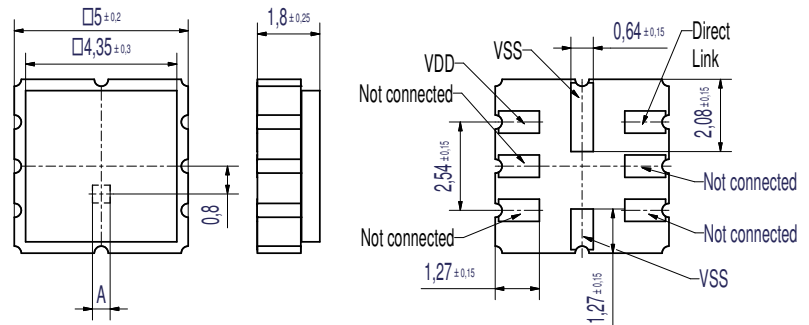 □5 ± 0,2
□4,35 ± 0,3
1,8 ± 0,25
0,8
A
0,64 ± 0,15
VSS
Direct
Link
VDD
Not connected
2,08 ± 0,15
2,54 ± 0,15
Not connected
Not connected
Not connected
VSS
1,27 ± 0,15
1,27 ± 0,15